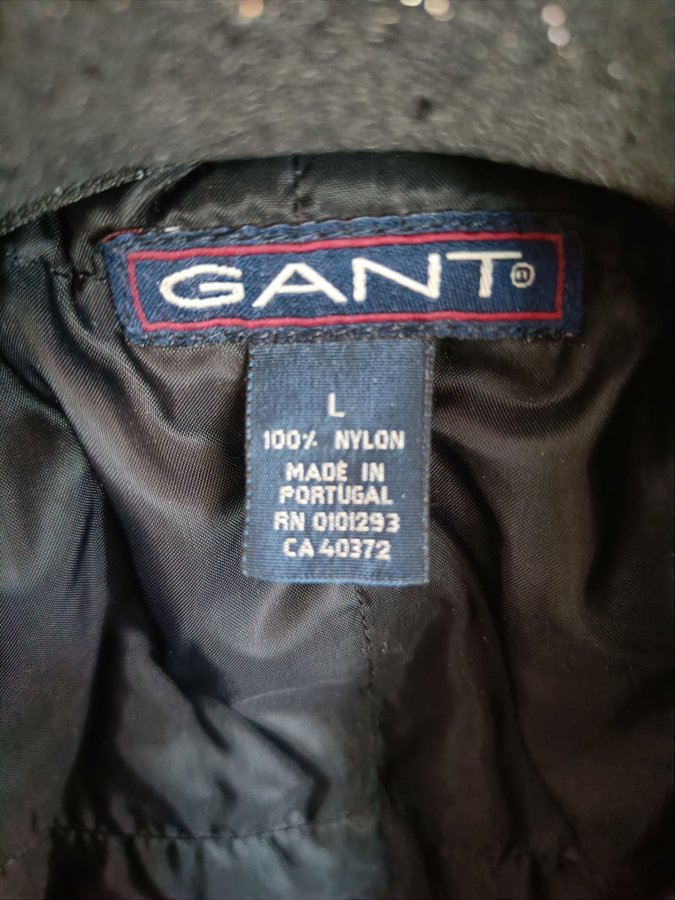 GANT®
L
100% NYLON
MADE IN
PORTUGAL
RN 0101293
CA 40372